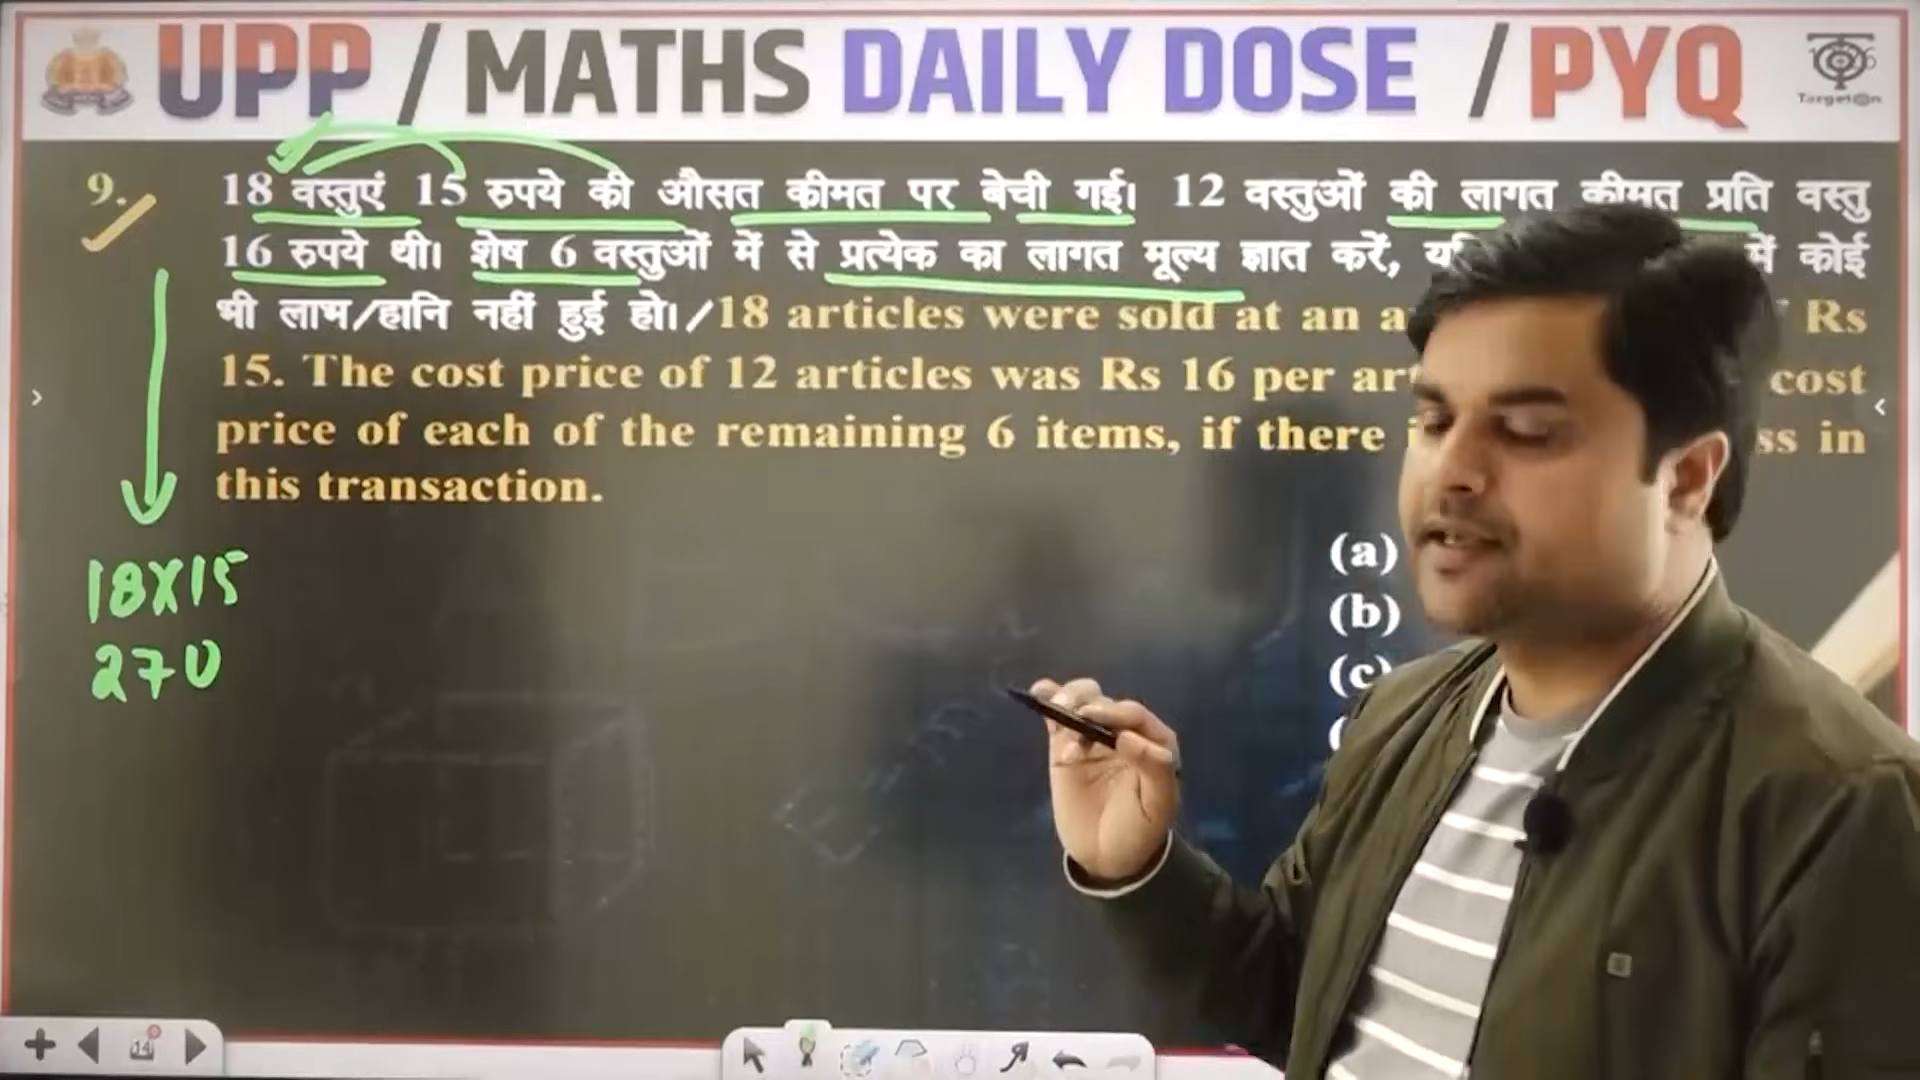 UPP / MATHS DAILY DOSE / PYQ
Target@n
9. 18 वस्तुएं 15 रुपये की औसत कीमत पर बेची गई। 12 वस्तुओं की लागत कीमत प्रति वस्तु
16 रुपये थी। शेष 6 वस्तुओं में से प्रत्येक का लागत मूल्य ज्ञात करें, में कोई
भी लाभ/हानि नहीं हुई हो।/18 articles were sold at an Rs
15. The cost price of 12 articles was Rs 16 per cost
price of each of the remaining 6 items, if there in
this transaction.
(a)
18X15
(b)
270
(c)
14